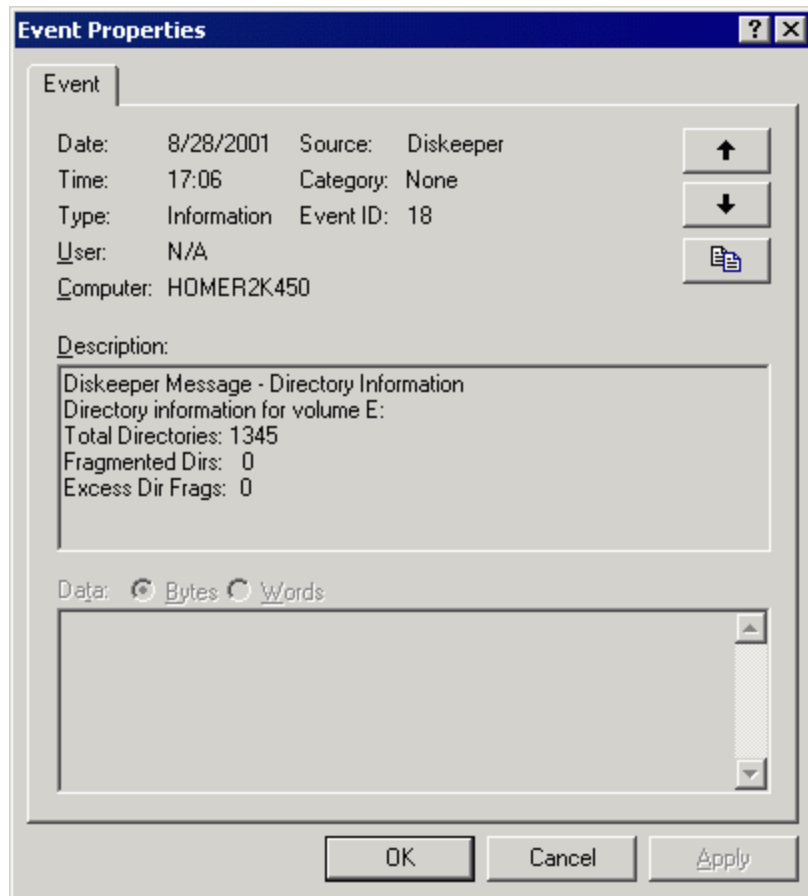 Event Properties
Event
Date: 8/28/2001 Source: Diskeeper
Time: 17:06 Category: None
Type: Information Event ID: 18
User: N/A
Computer: HOMER2K450
Description:
Diskeeper Message - Directory Information
Directory information for volume E:
Total Directories: 1345
Fragmented Dirs: 0
Excess Dir Frags: 0
Data: Bytes Words
OK Cancel Apply